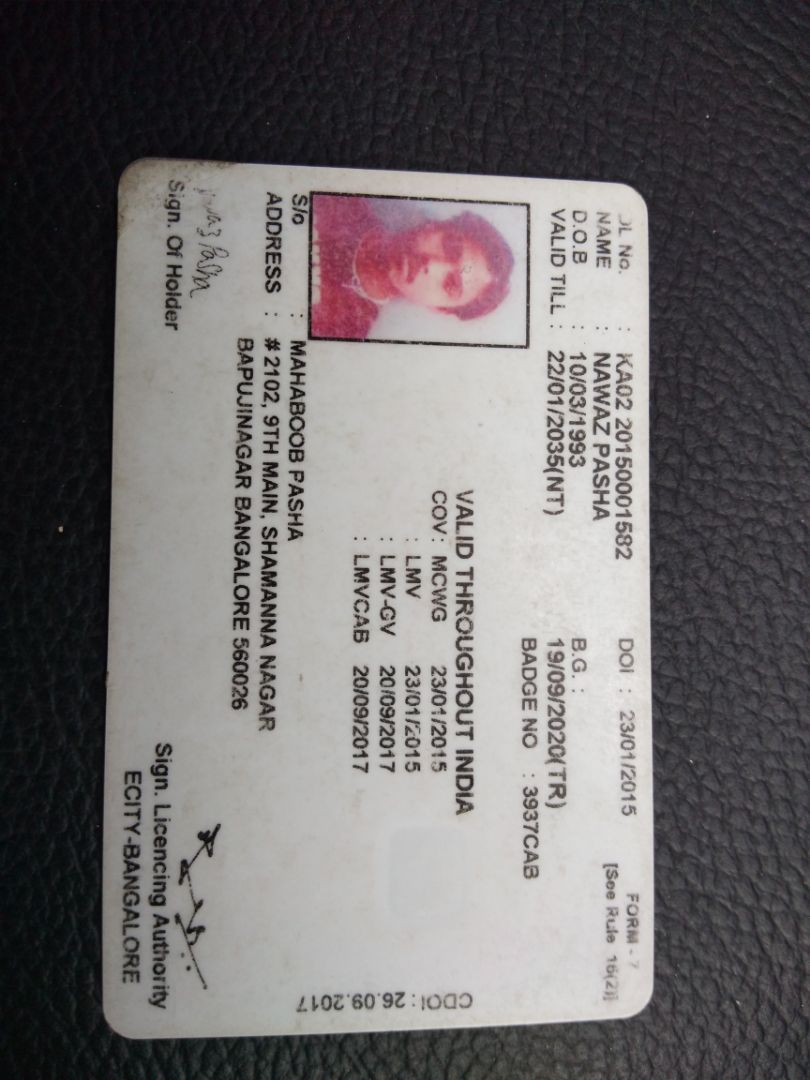 FORM - 7
[See Rule 16(2)]
DL No. : KA02 20150001582 DOI : 23/01/2015
NAME : NAWAZ PASHA
D.O.B : 10/03/1993 B.G. :
VALID TILL : 22/01/2035(NT) 19/09/2020(TR)
BADGE NO : 3937CAB
VALID THROUGHOUT INDIA
COV : MCWG 23/01/2015
: LMV 23/01/2015
: LMV-GV 20/09/2017
: LMVCAB 20/09/2017
CDOI : 26.09.2017
S/o : MAHABOOB PASHA
ADDRESS : # 2102, 9TH MAIN, SHAMANNA NAGAR
BAPUJINAGAR BANGALORE 560026
Pasha
Sign. Of Holder
Sign. Licencing Authority
ECITY-BANGALORE